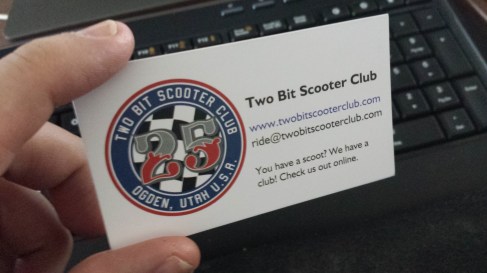 TWO BIT SCOOTER CLUB
25
OGDEN, UTAH U.S.A.
Two Bit Scooter Club
www.twobitscooterclub.com
ride@twobitscooterclub.com
You have a scoot? We have a
club! Check us out online.